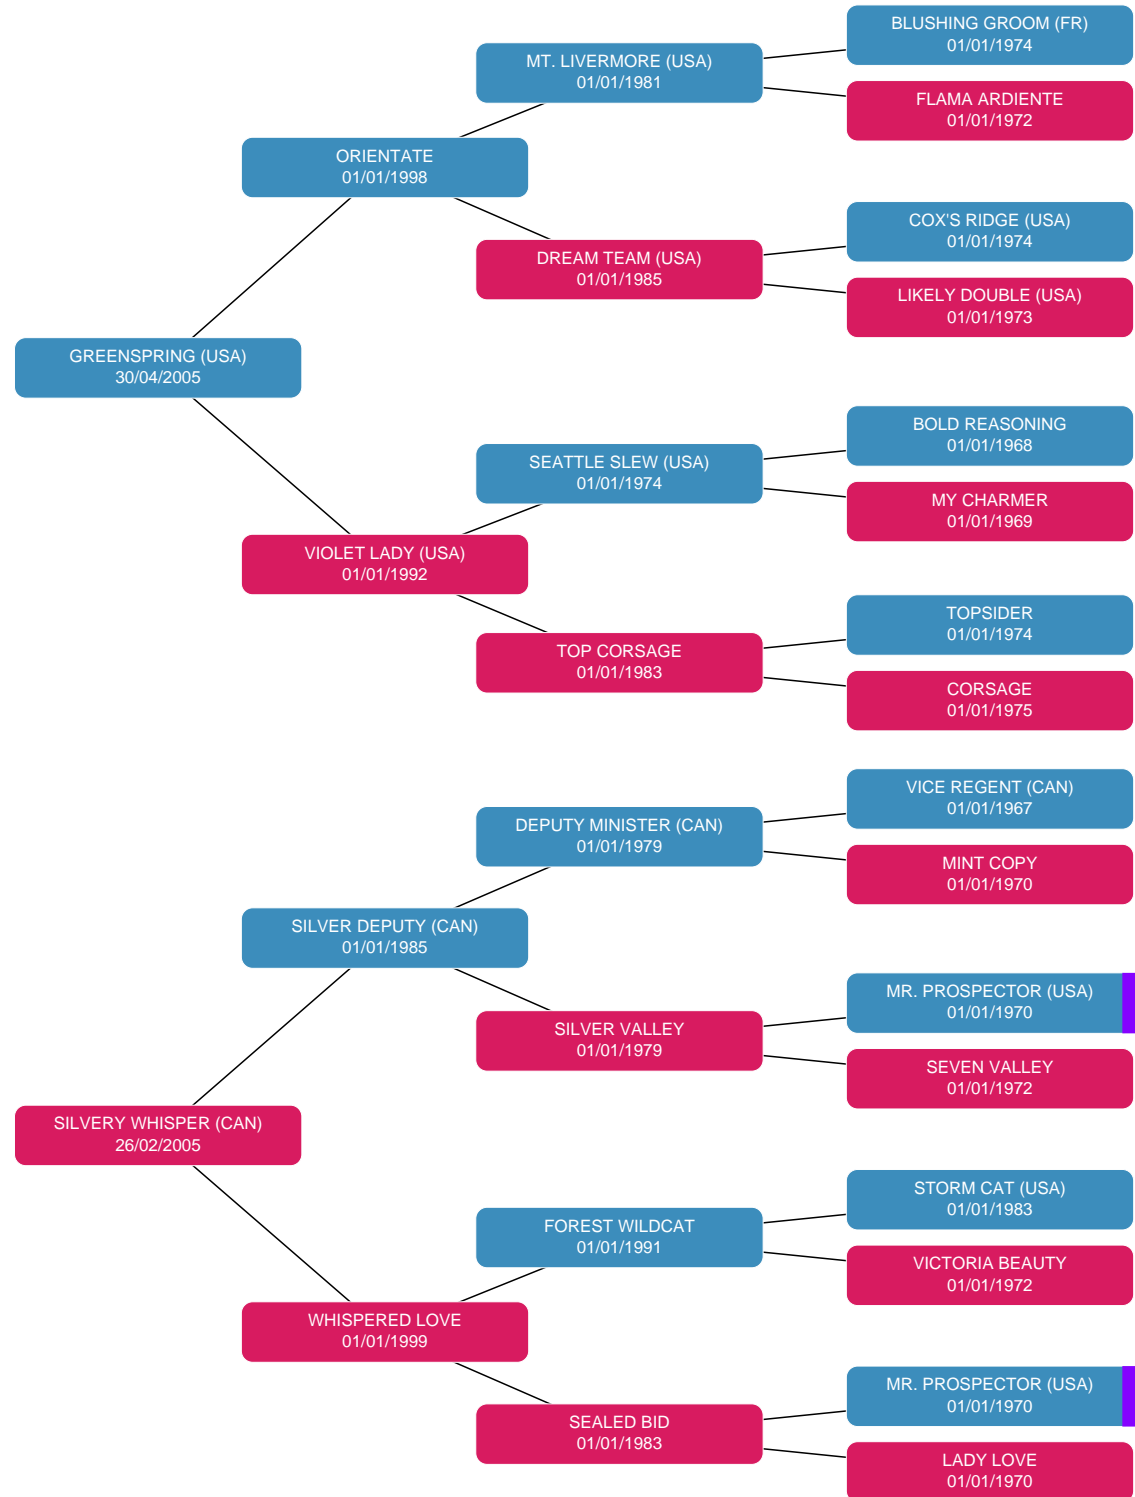 BLUSHING GROOM (FR)
01/01/1974
MT. LIVERMORE (USA)
01/01/1981
FLAMA ARDIENTE
01/01/1972
ORIENTATE
01/01/1998
COX'S RIDGE (USA)
01/01/1974
DREAM TEAM (USA)
01/01/1985
LIKELY DOUBLE (USA)
01/01/1973
GREENSPRING (USA)
30/04/2005
BOLD REASONING
01/01/1968
SEATTLE SLEW (USA)
01/01/1974
MY CHARMER
01/01/1969
VIOLET LADY (USA)
01/01/1992
TOPSIDER
01/01/1974
TOP CORSAGE
01/01/1983
CORSAGE
01/01/1975
VICE REGENT (CAN)
01/01/1967
DEPUTY MINISTER (CAN)
01/01/1979
MINT COPY
01/01/1970
SILVER DEPUTY (CAN)
01/01/1985
MR. PROSPECTOR (USA)
01/01/1970
SILVER VALLEY
01/01/1979
SEVEN VALLEY
01/01/1972
SILVERY WHISPER (CAN)
26/02/2005
STORM CAT (USA)
01/01/1983
FOREST WILDCAT
01/01/1991
VICTORIA BEAUTY
01/01/1972
WHISPERED LOVE
01/01/1999
MR. PROSPECTOR (USA)
01/01/1970
SEALED BID
01/01/1983
LADY LOVE
01/01/1970